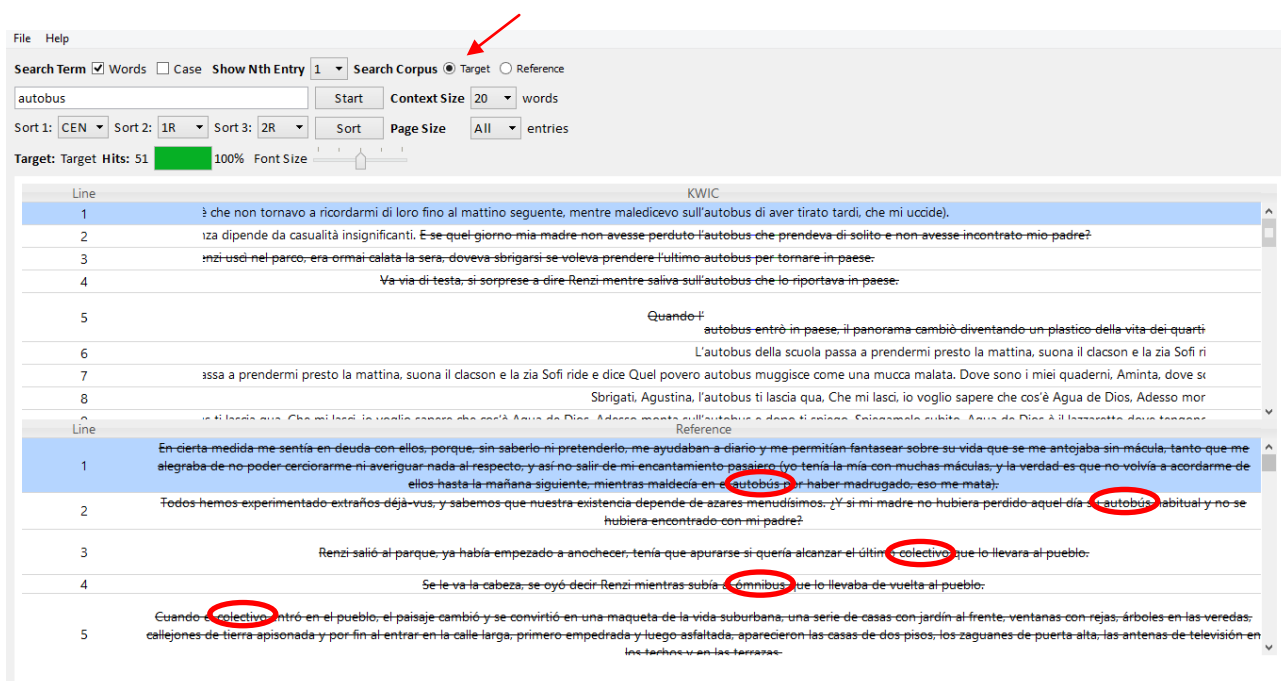 File Help
Search Term Words Case Show Nth Entry 1 Search Corpus Target Reference
autobus Start Context Size 20 words
Sort 1: CEN Sort 2: 1R Sort 3: 2R Sort Page Size All entries
Target: Target Hits: 51 100% Font Size
Line KWIC
1 è che non tornavo a ricordarmi di loro fino al mattino seguente, mentre maledicevo sull'autobus di aver tirato tardi, che mi uccide).
2 nza dipende da casualità insignificanti. E se quel giorno mia madre non avesse perduto l'autobus che prendeva di solito e non avesse incontrato mio padre?
3 enzi uscì nel parco, era ormai calata la sera, doveva sbrigarsi se voleva prendere l'ultimo autobus per tornare in paese.
4 Va via di testa, si sorprese a dire Renzi mentre saliva sull'autobus che lo riportava in paese.
5 Quando l'
autobus entrò in paese, il panorama cambiò diventando un plastico della vita dei quarti
6 L'autobus della scuola passa a prendermi presto la mattina, suona il clacson e la zia Sofi ri
7 assa a prendermi presto la mattina, suona il clacson e la zia Sofi ride e dice Quel povero autobus muggisce come una mucca malata. Dove sono i miei quaderni, Aminta, dove so
8 Sbrigati, Agustina, l'autobus ti lascia qua, Che mi lasci, io voglio sapere che cos'è Agua de Dios, Adesso mor
Line Reference
En cierta medida me sentía en deuda con ellos, porque, sin saberlo ni pretenderlo, me ayudaban a diario y me permitían fantasear sobre su vida que se me antojaba sin mácula, tanto que me
1 alegraba de no poder cerciorarme ni averiguar nada al respecto, y así no salir de mi encantamiento pasajero (yo tenía la mía con muchas máculas, y la verdad es que no volvía a acordarme de
ellos hasta la mañana siguiente, mientras maldecía en el autobús por haber madrugado, eso me mata).
2 Todos hemos experimentado extraños déjà-vus, y sabemos que nuestra existencia depende de azares menudísimos. ¿Y si mi madre no hubiera perdido aquel día su autobús habitual y no se
hubiera encontrado con mi padre?
3 Renzi salió al parque, ya había empezado a anochecer, tenía que apurarse si quería alcanzar el último colectivo que lo llevara al pueblo.
4 Se le va la cabeza, se oyó decir Renzi mientras subía al ómnibus que lo llevaba de vuelta al pueblo.
Cuando el colectivo entró en el pueblo, el paisaje cambió y se convirtió en una maqueta de la vida suburbana, una serie de casas con jardín al frente, ventanas con rejas, árboles en las veredas,
5 callejones de tierra apisonada y por fin al entrar en la calle larga, primero empedrada y luego asfaltada, aparecieron las casas de dos pisos, los zaguanes de puerta alta, las antenas de televisión en
los techos y en las terrazas.